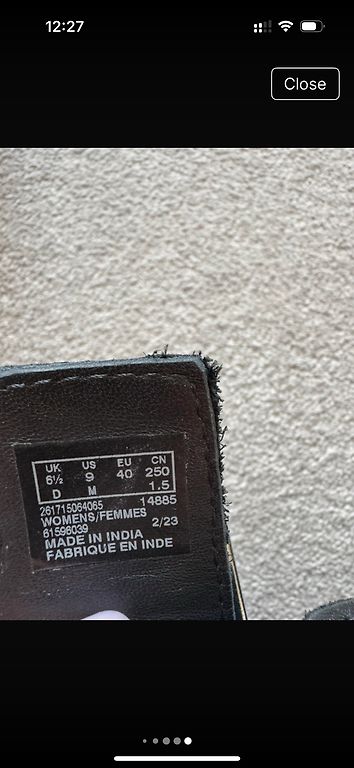 12:27
Close
UK US EU CN
6½ 9 40 250
D M 1.5
261715064065 14885
WOMENS/FEMMES
61596039 2/23
MADE IN INDIA
FABRIQUE EN INDE